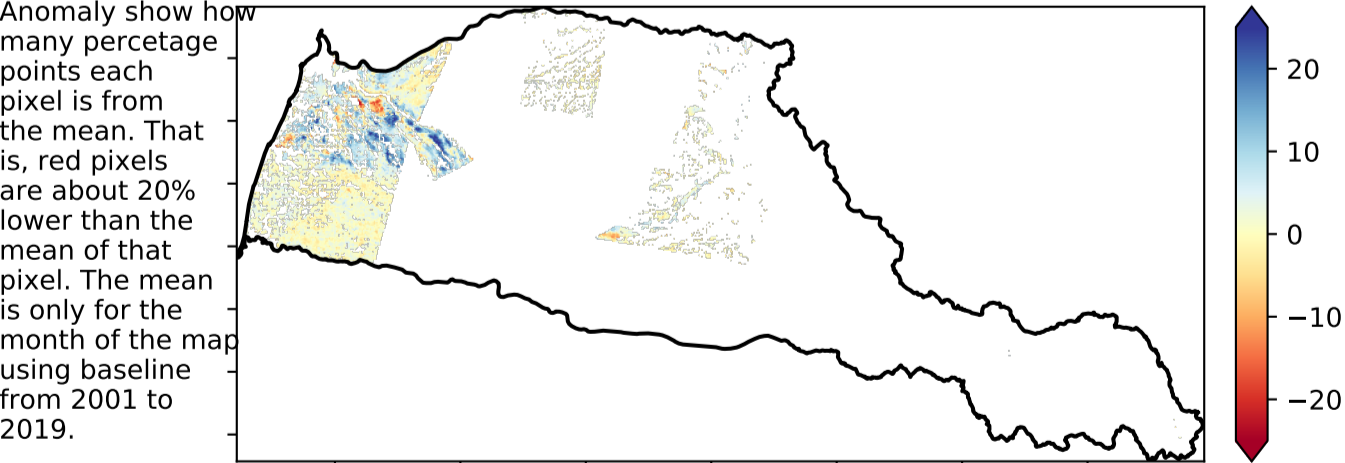 Anomaly show how
many percetage
points each
pixel is from
the mean. That
is, red pixels
are about 20%
lower than the
mean of that
pixel. The mean
is only for the
month of the map
using baseline
from 2001 to
2019.
20
10
0
−10
−20